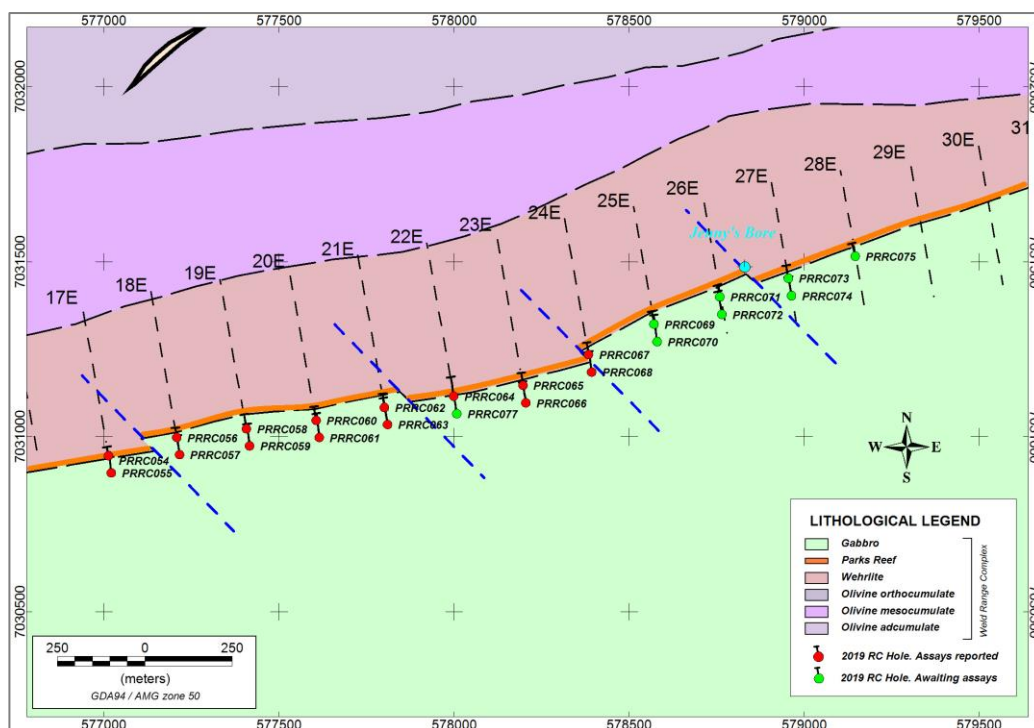 577000 577500 578000 578500 579000 579500
7032000 7032000
31
30E
29E
28E
27E
26E
25E
24E
23E
22E
21E
20E
19E
18E
17E
Jenny's Bore
7031500 7031500
PRRC075
PRRC073
PRRC074
PRRC071
PRRC072
PRRC069
PRRC070
PRRC067
PRRC068
PRRC065
PRRC066
PRRC064
PRRC077
PRRC062
PRRC063
PRRC060
PRRC061
PRRC058
PRRC059
PRRC056
PRRC057
PRRC054
PRRC055
7031000 7031000
N
W E
S
LITHOLOGICAL LEGEND
Gabbro
Parks Reef
Wehrlite
Olivine orthocumulate
Olivine mesocumulate
Olivine adcumulate
Weld Range Complex
2019 RC Hole. Assays reported
2019 RC Hole. Awaiting assays
7030500 7030500
250 0 250
(meters)
GDA94 / AMG zone 50
577000 577500 578000 578500 579000 579500